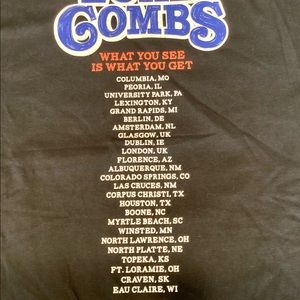 LUKE
COMBS
WHAT YOU SEE
IS WHAT YOU GET
COLUMBIA, MO
PEORIA, IL
UNIVERSITY PARK, PA
LEXINGTON, KY
GRAND RAPIDS, MI
BERLIN, DE
AMSTERDAM, NL
GLASGOW, UK
DUBLIN, IE
LONDON, UK
FLORENCE, AZ
ALBUQUERQUE, NM
COLORADO SPRINGS, CO
LAS CRUCES, NM
CORPUS CHRISTI, TX
HOUSTON, TX
BOONE, NC
MYRTLE BEACH, SC
WINSTED, MN
NORTH LAWRENCE, OH
NORTH PLATTE, NE
TOPEKA, KS
FT. LORAMIE, OH
CRAVEN, SK
EAU CLAIRE, WI